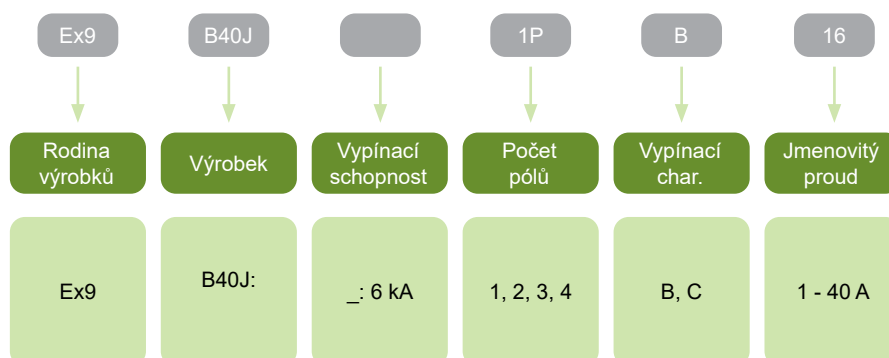 Ex9 B40J 1P B 16
Rodina výrobků Výrobek Vypínací schopnost Počet pólů Vypínací char. Jmenovitý proud
Ex9 B40J: _: 6 kA 1, 2, 3, 4 B, C 1 - 40 A